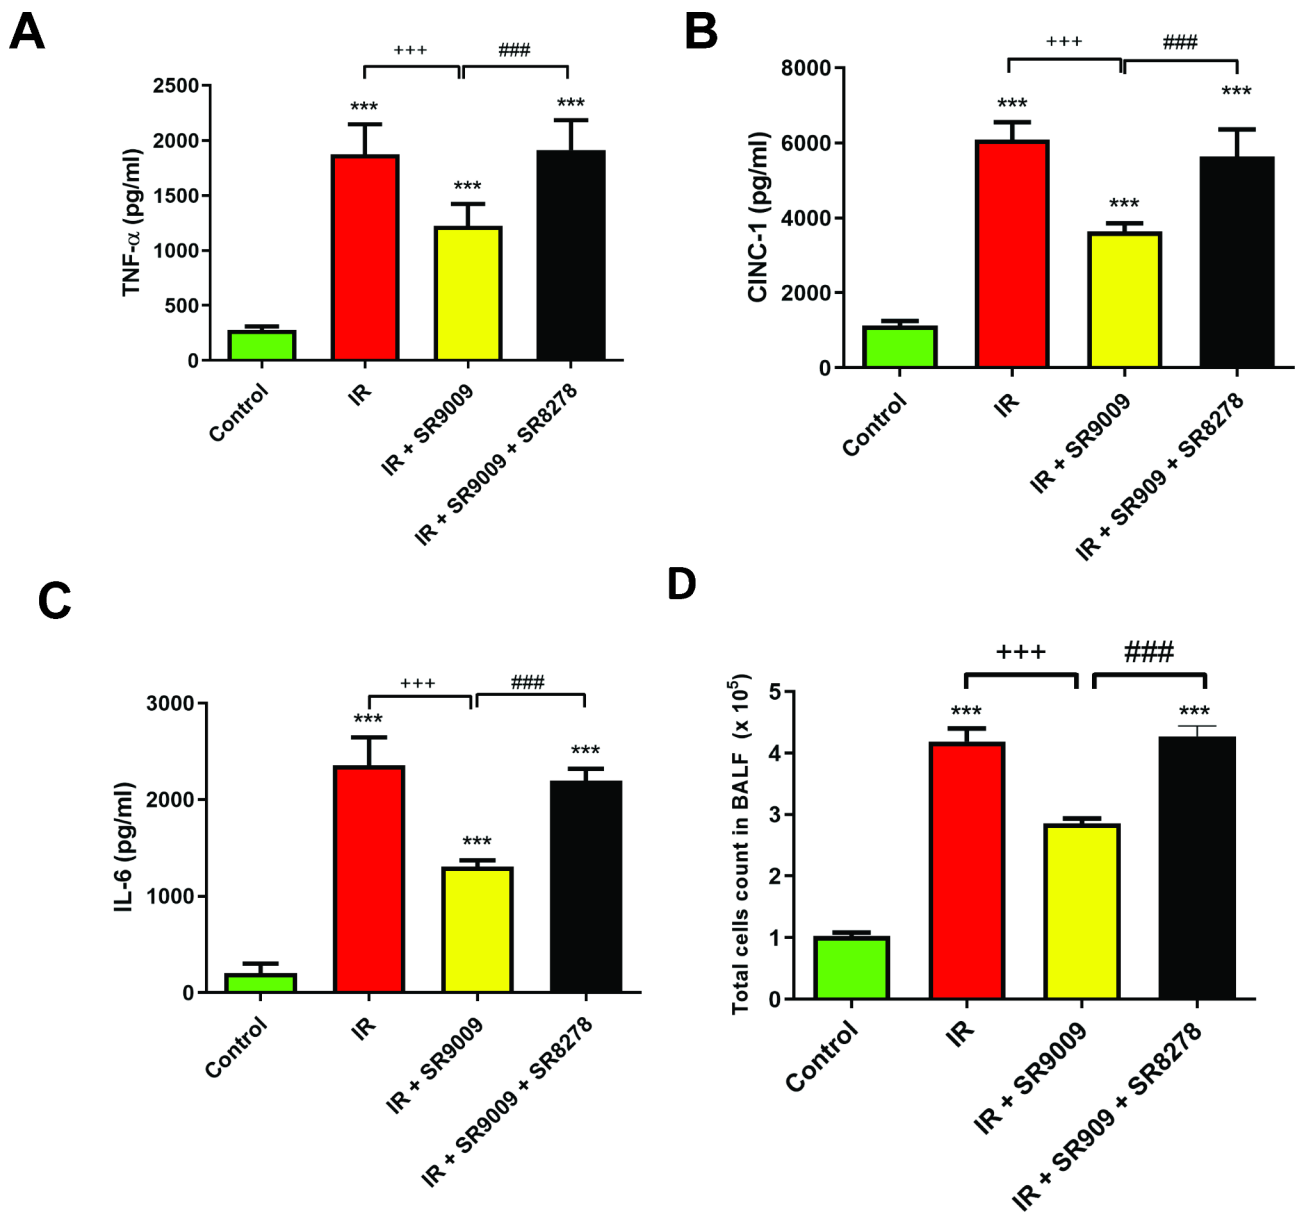 A
+++ ###
TNF-α (pg/ml)
2500
2000
1500
1000
500
0
***
***
***
Control
IR
IR + SR9009
IR + SR9009 + SR8278
B
+++ ###
CINC-1 (pg/ml)
8000
6000
4000
2000
0
***
***
***
Control
IR
IR + SR9009
IR + SR909 + SR8278
C
+++ ###
IL-6 (pg/ml)
3000
2000
1000
0
***
***
***
Control
IR
IR + SR9009
IR + SR9009 + SR8278
D
+++ ###
Total cells count in BALF (x 10⁵)
5
4
3
2
1
0
***
***
Control
IR
IR + SR9009
IR + SR909 + SR8278